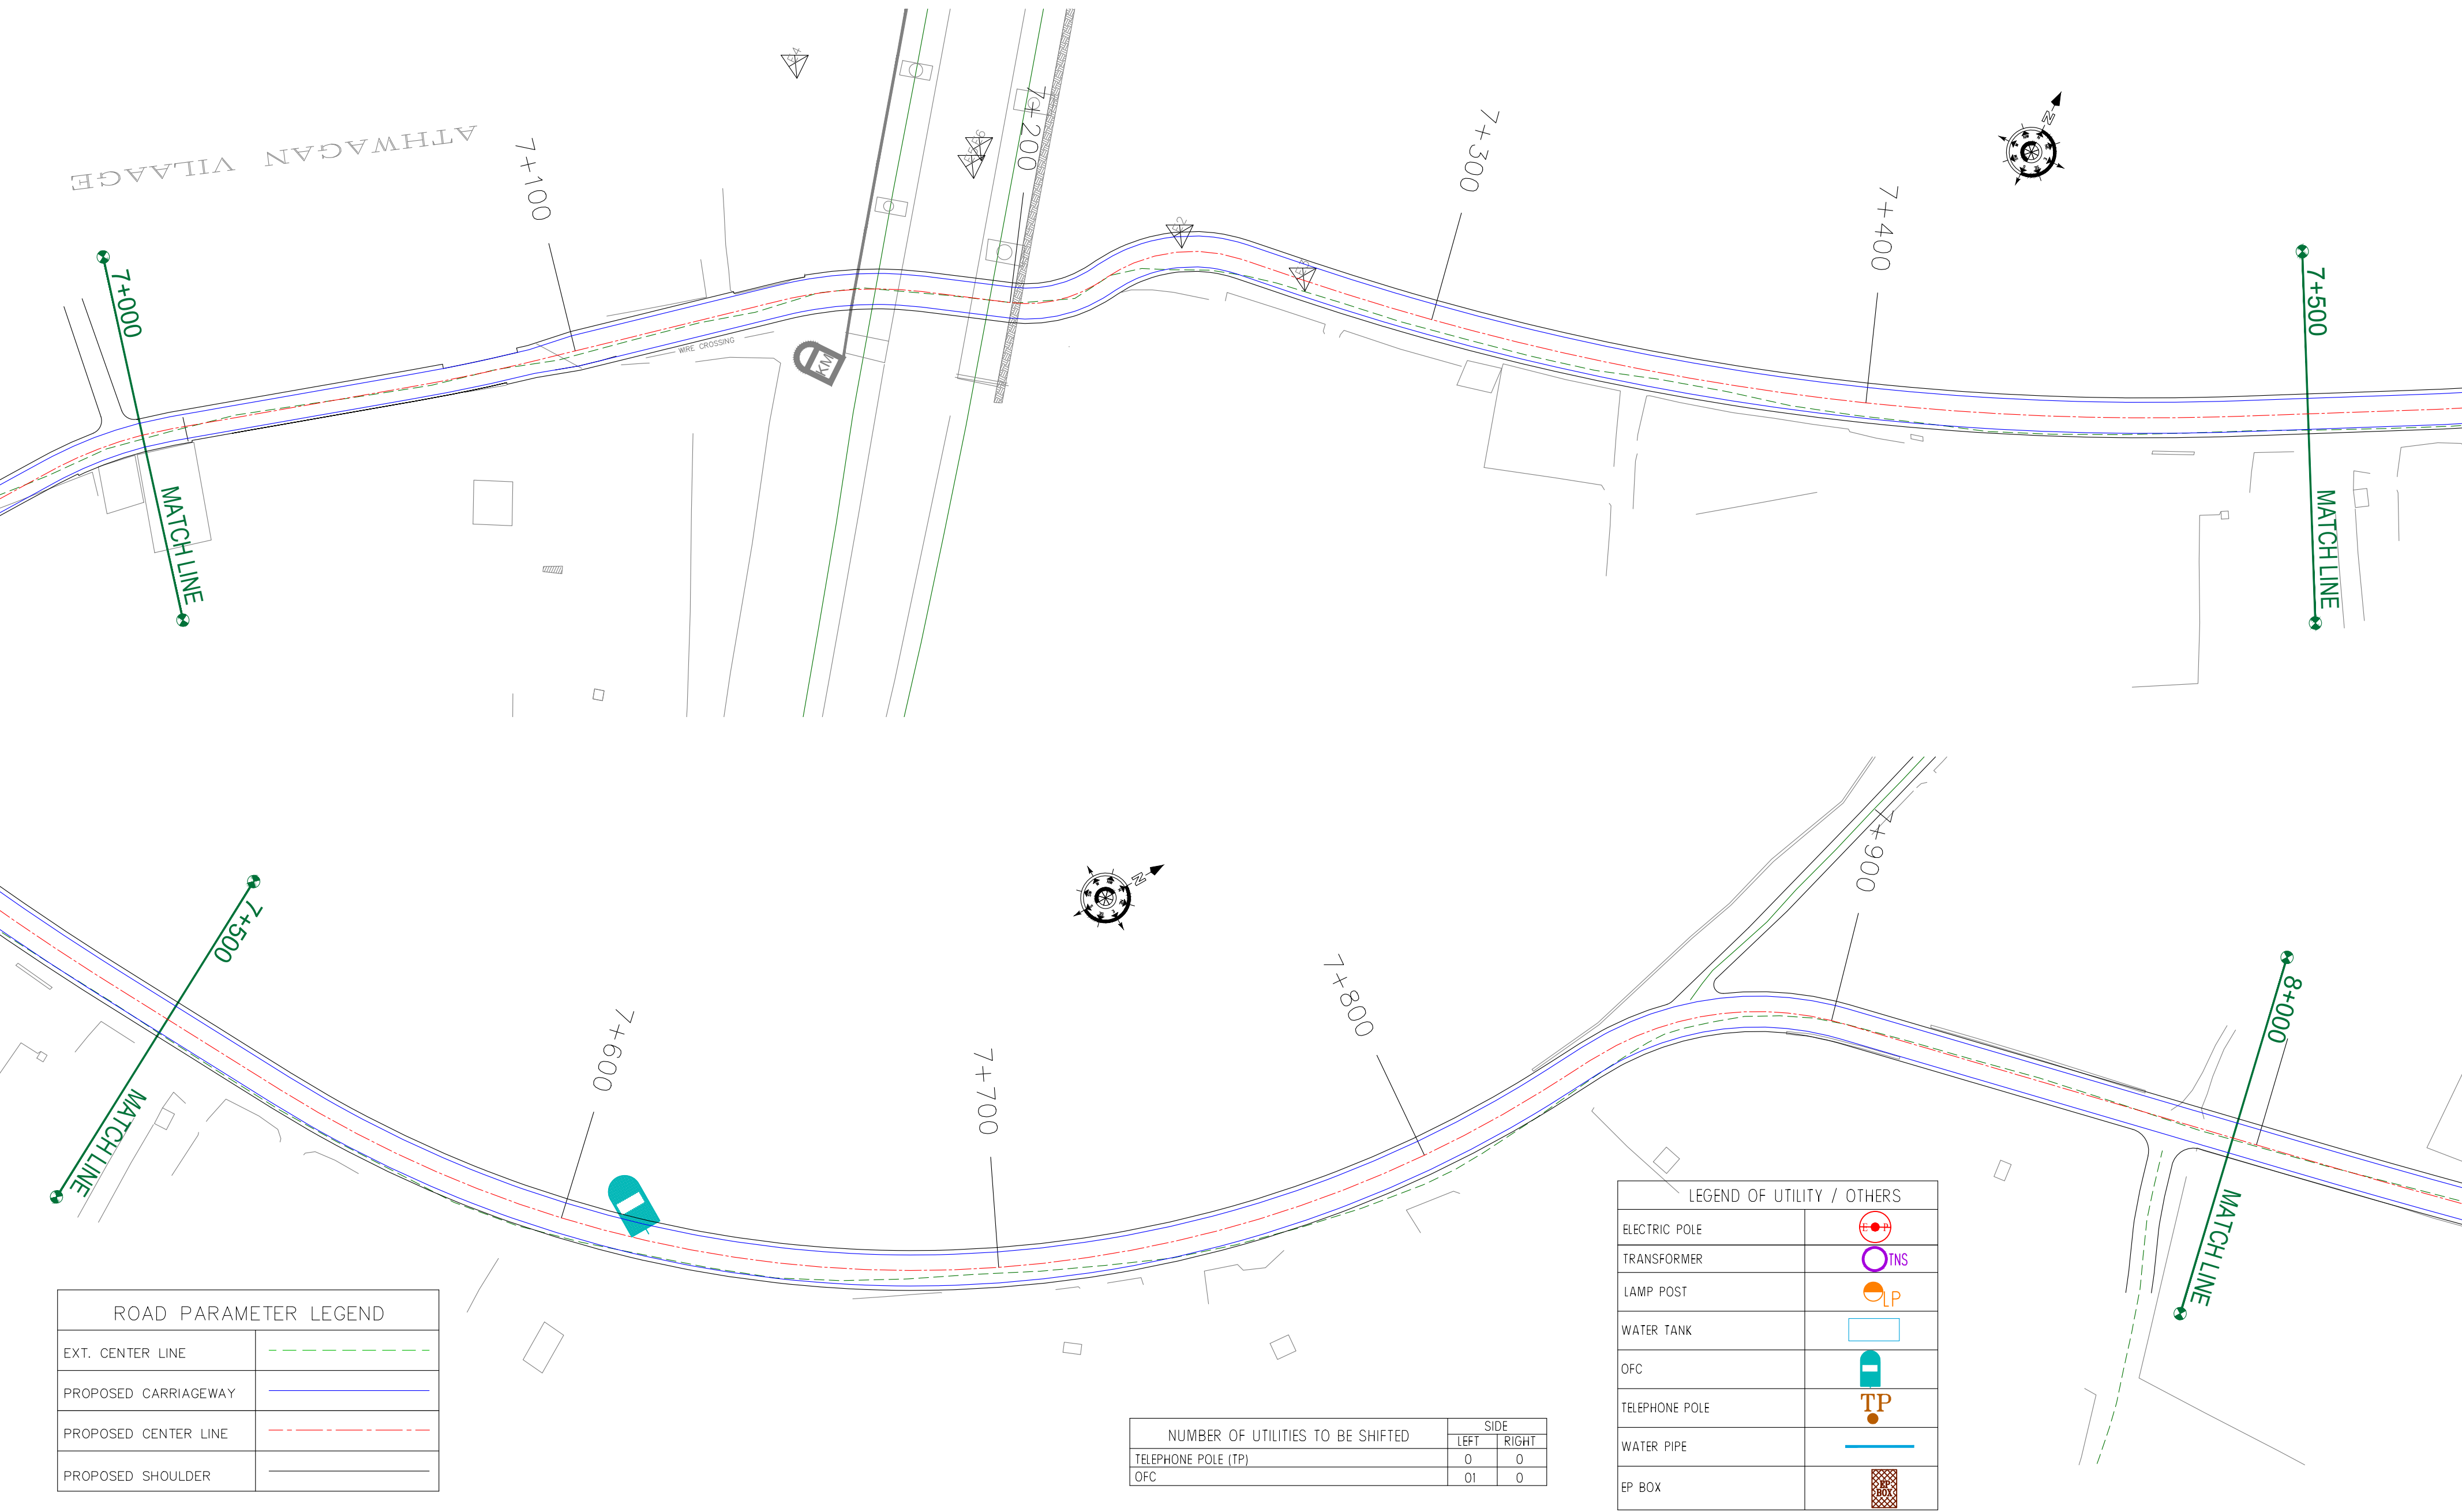 ATHWAGAN VILAAGE
7+000
MATCH LINE
7+100
WIRE CROSSING
KM
7+200
7+300
7+400
N
7+500
MATCH LINE
7+500
MATCH LINE
7+600
7+700
N
7+800
7+900
8+000
MATCH LINE
ROAD PARAMETER LEGEND
EXT. CENTER LINE
PROPOSED CARRIAGEWAY
PROPOSED CENTER LINE
PROPOSED SHOULDER
NUMBER OF UTILITIES TO BE SHIFTED
SIDE
LEFT RIGHT
TELEPHONE POLE (TP) 0 0
OFC 01 0
LEGEND OF UTILITY / OTHERS
ELECTRIC POLE E P
TRANSFORMER TNS
LAMP POST LP
WATER TANK
OFC
TELEPHONE POLE TP
WATER PIPE
EP BOX EP BOX